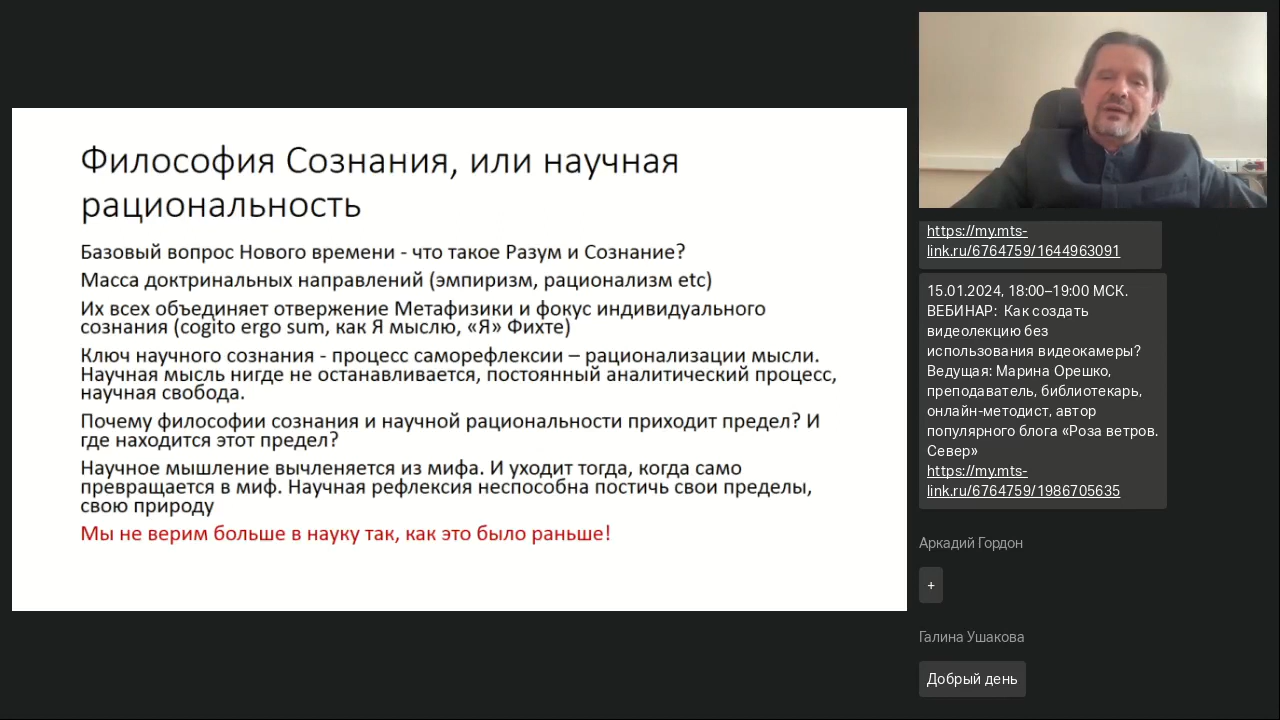 Философия Сознания, или научная
рациональность
Базовый вопрос Нового времени - что такое Разум и Сознание?
Масса доктринальных направлений (эмпиризм, рационализм etc)
Их всех объединяет отвержение Метафизики и фокус индивидуального
сознания (cogito ergo sum, как Я мыслю, «Я» Фихте)
Ключ научного сознания - процесс саморефлексии – рационализации мысли.
Научная мысль нигде не останавливается, постоянный аналитический процесс,
научная свобода.
Почему философии сознания и научной рациональности приходит предел? И
где находится этот предел?
Научное мышление вычленяется из мифа. И уходит тогда, когда само
превращается в миф. Научная рефлексия неспособна постичь свои пределы,
свою природу
Мы не верим больше в науку так, как это было раньше!
https://my.mts-
link.ru/6764759/1644963091
15.01.2024, 18:00–19:00 МСК.
ВЕБИНАР: Как создать
видеолекцию без
использования видеокамеры?
Ведущая: Марина Орешко,
преподаватель, библиотекарь,
онлайн-методист, автор
популярного блога «Роза ветров.
Север»
https://my.mts-
link.ru/6764759/1986705635
Аркадий Гордон
+
Галина Ушакова
Добрый день